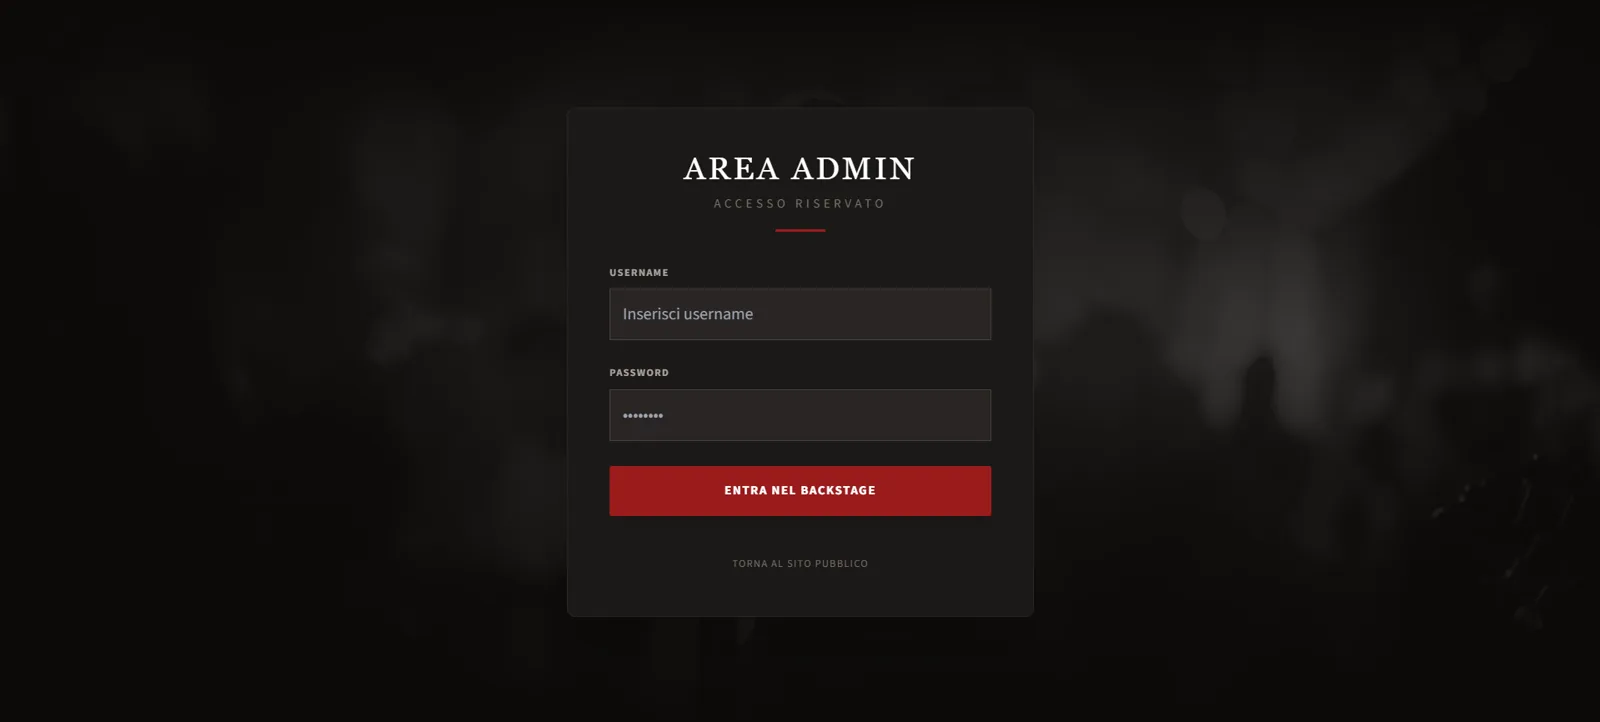 AREA ADMIN
ACCESSO RISERVATO
USERNAME
Inserisci username
PASSWORD
••••••••
ENTRA NEL BACKSTAGE
TORNA AL SITO PUBBLICO